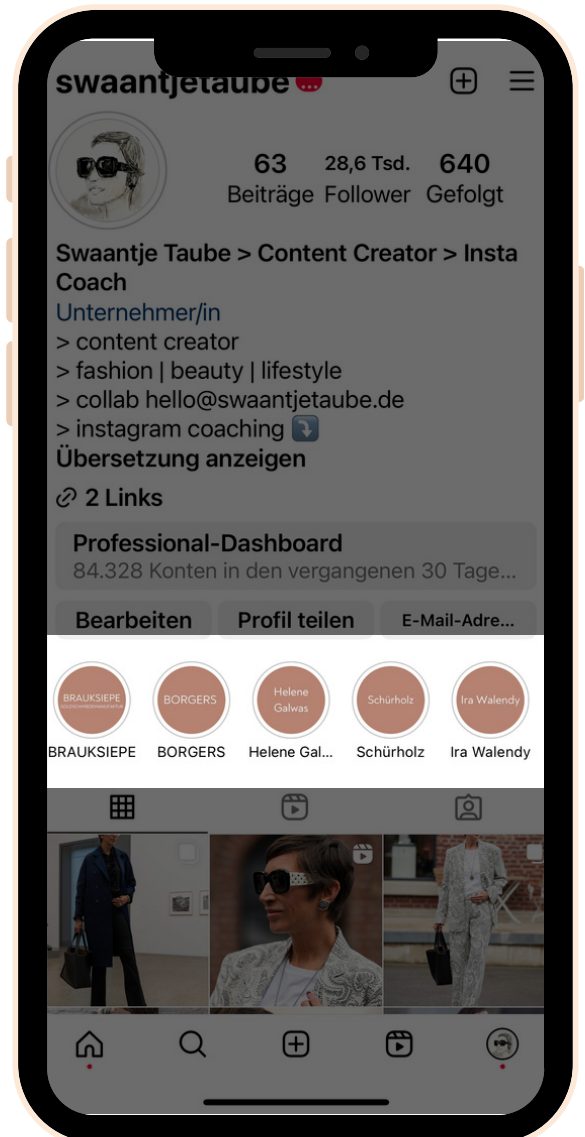 swaantjetaube
63 28,6 Tsd. 640
Beiträge Follower Gefolgt
Swaantje Taube > Content Creator > Insta
Coach
Unternehmer/in
> content creator
> fashion | beauty | lifestyle
> collab hello@swaantjetaube.de
> instagram coaching
Übersetzung anzeigen
2 Links
Professional-Dashboard
84.328 Konten in den vergangenen 30 Tage...
Bearbeiten Profil teilen E-Mail-Adre...
BRAUKSIEPE
BORGERS
Helene
Galwas
Schürholz
Ira Walendy
BRAUKSIEPE BORGERS Helene Gal... Schürholz Ira Walendy